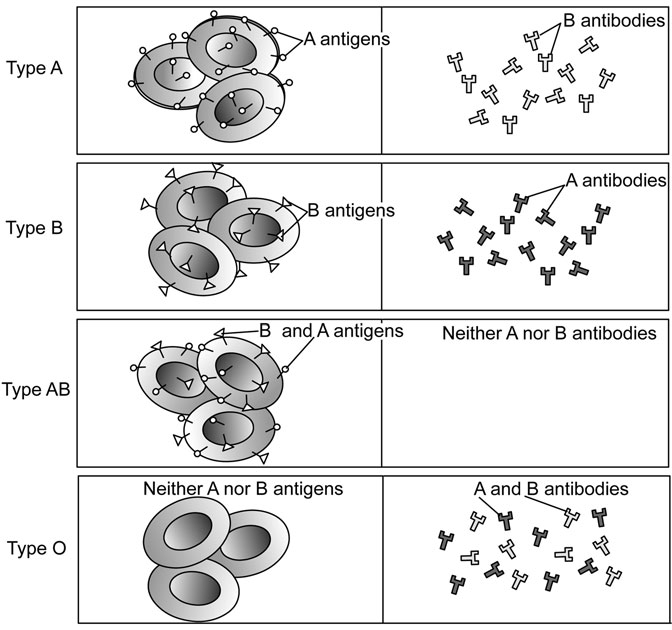 Type A
A antigens
B antibodies
Type B
B antigens
A antibodies
Type AB
B and A antigens
Neither A nor B antibodies
Type O
Neither A nor B antigens
A and B antibodies